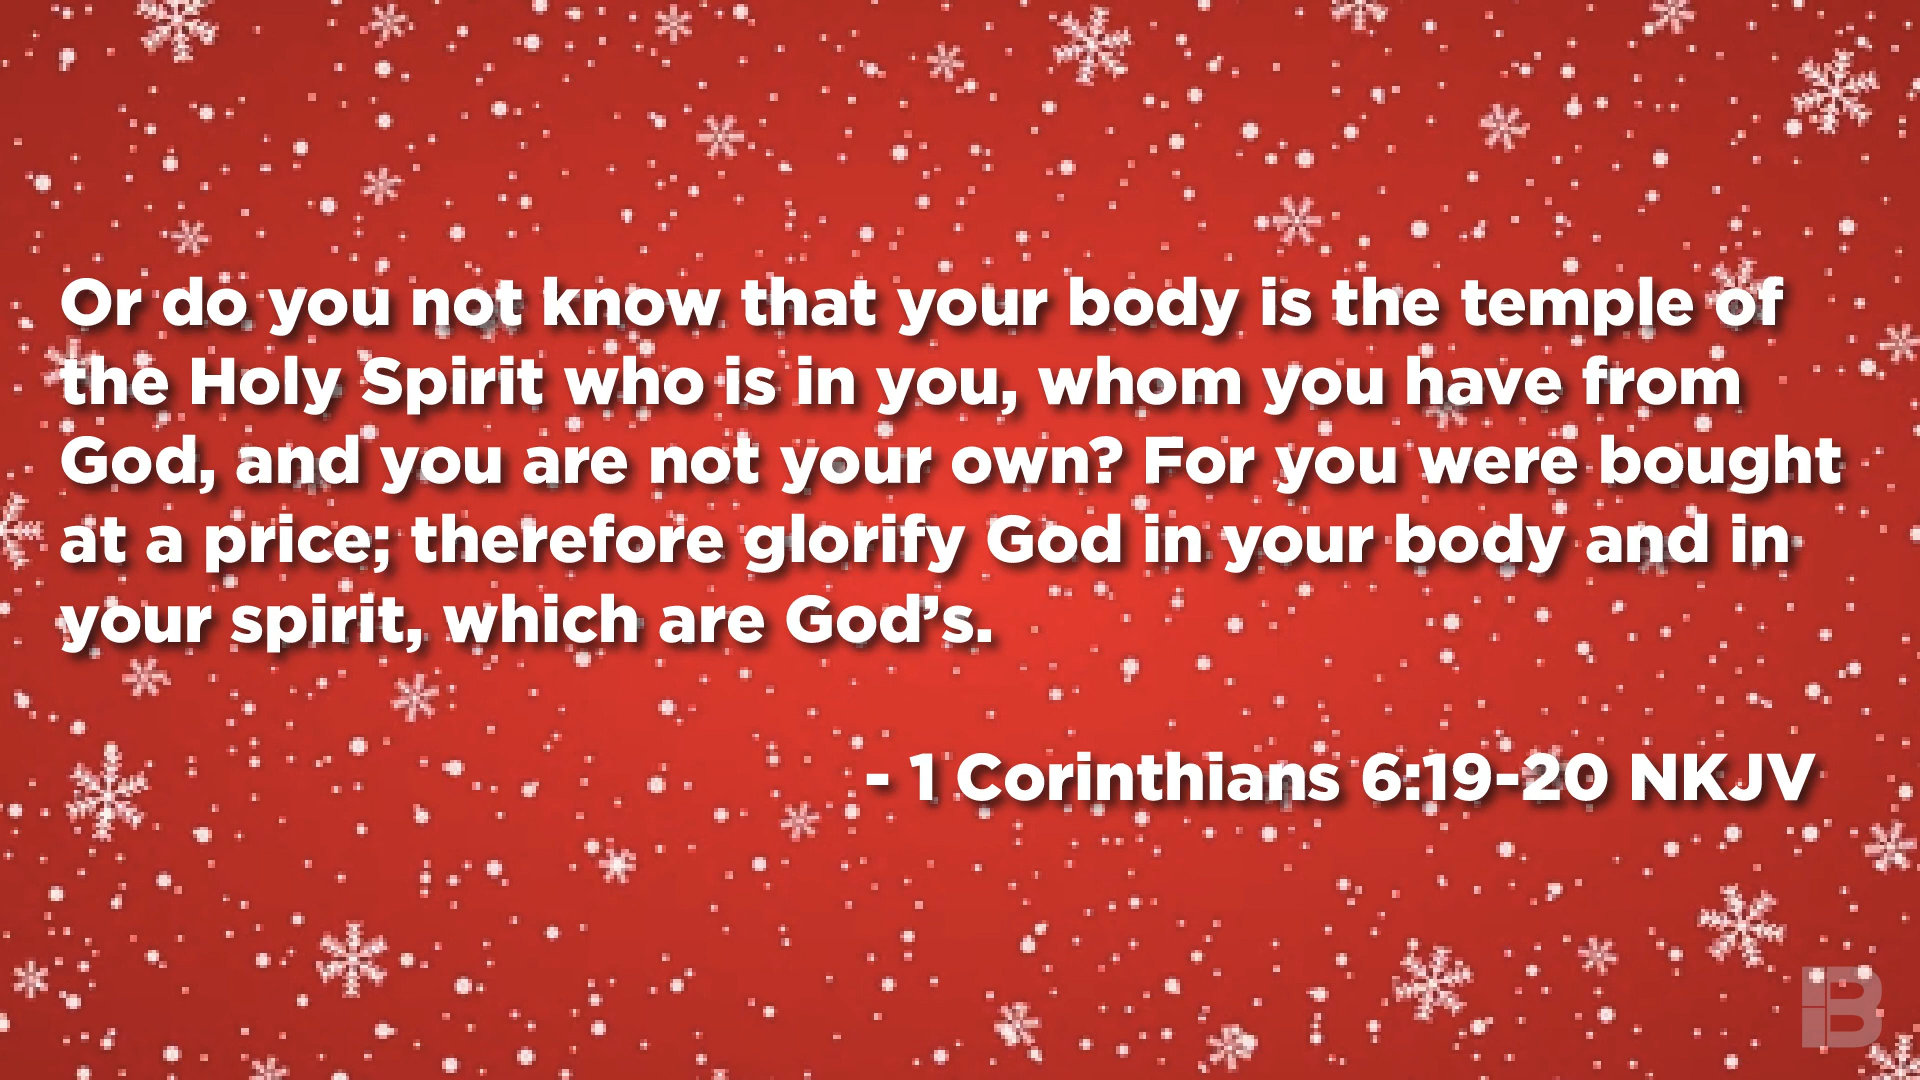 Or do you not know that your body is the temple of
the Holy Spirit who is in you, whom you have from
God, and you are not your own? For you were bought
at a price; therefore glorify God in your body and in
your spirit, which are God’s.
- 1 Corinthians 6:19-20 NKJV
B